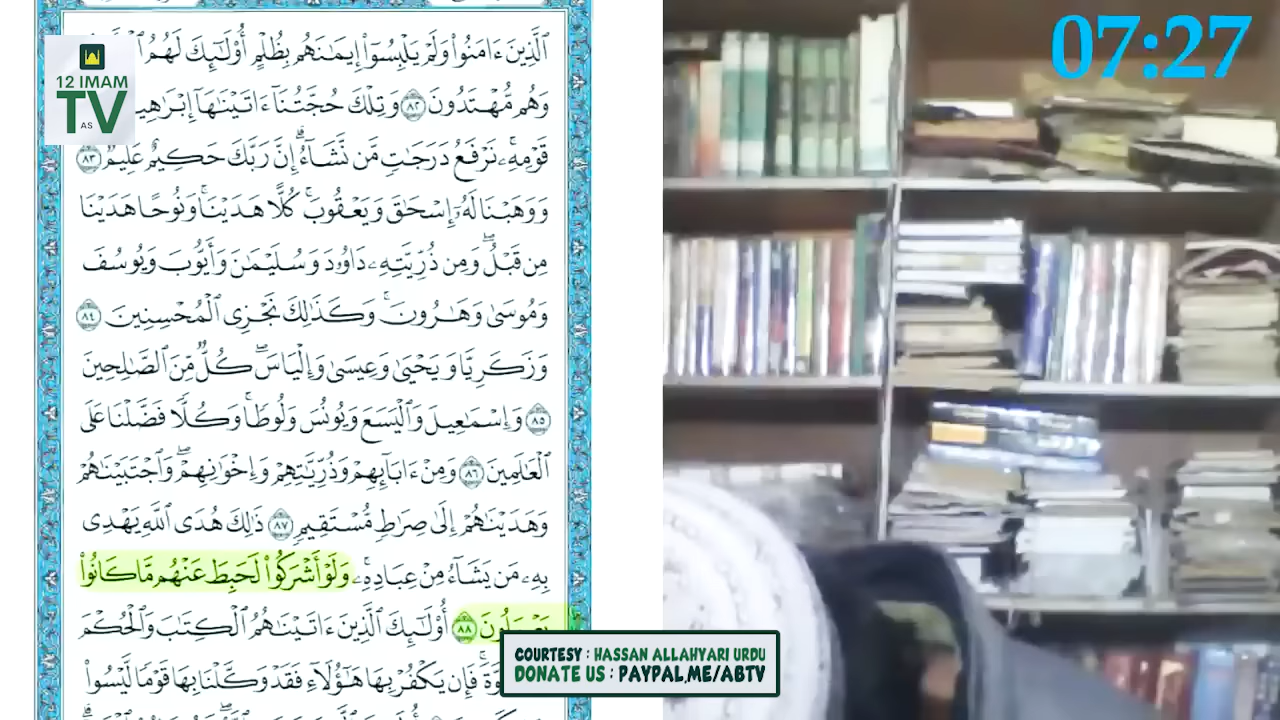 ٱلَّذِينَ ءَامَنُوا۟ وَلَمْ يَلْبِسُوٓا۟ إِيمَـٰنَهُم بِظُلْمٍ أُو۟لَـٰٓئِكَ لَهُمُ
وَهُم مُّهْتَدُونَ ٨٢ وَتِلْكَ حُجَّتُنَآ ءَاتَيْنَـٰهَآ
قَوْمِهِۦ ۚ نَرْفَعُ دَرَجَـٰتٍ مَّن نَّشَآءُ ۗ إِنَّ رَبَّكَ حَكِيمٌ عَلِيمٌ ٨٣
وَوَهَبْنَا لَهُۥٓ إِسْحَـٰقَ وَيَعْقُوبَ ۚ كُلًّا هَدَيْنَا ۚ وَنُوحًا هَدَيْنَا
مِن قَبْلُ ۖ وَمِن ذُرِّيَّتِهِۦ دَاوُۥدَ وَسُلَيْمَـٰنَ وَأَيُّوبَ وَيُوسُفَ
وَمُوسَىٰ وَهَـٰرُونَ ۚ وَكَذَٰلِكَ نَجْزِى ٱلْمُحْسِنِينَ ٨٤
وَزَكَرِيَّا وَيَحْيَىٰ وَعِيسَىٰ وَإِلْيَاسَ ۖ كُلٌّ مِّنَ ٱلصَّـٰلِحِينَ
٨٥ وَإِسْمَـٰعِيلَ وَٱلْيَسَعَ وَيُونُسَ وَلُوطًا ۚ وَكُلًّا فَضَّلْنَا عَلَى
ٱلْعَـٰلَمِينَ ٨٦ وَمِنْ ءَابَآئِهِمْ وَذُرِّيَّـٰتِهِمْ وَإِخْوَٰنِهِمْ ۖ وَٱجْتَبَيْنَـٰهُمْ
وَهَدَيْنَـٰهُمْ إِلَىٰ صِرَٰطٍ مُّسْتَقِيمٍ ٨٧ ذَٰلِكَ هُدَى ٱللَّهِ يَهْدِى
بِهِۦ مَن يَشَآءُ مِنْ عِبَادِهِۦ ۚ وَلَوْ أَشْرَكُوا۟ لَحَبِطَ عَنْهُم مَّا كَانُوا۟
يَعْمَلُونَ ٨٨ أُو۟لَـٰٓئِكَ ٱلَّذِينَ ءَاتَيْنَـٰهُمُ ٱلْكِتَـٰبَ وَٱلْحُكْمَ
فَإِن يَكْفُرْ بِهَا هَـٰٓؤُلَآءِ فَقَدْ وَكَّلْنَا بِهَا قَوْمًا لَّيْسُوا۟
12 IMAM
TV
AS
07:27
COURTESY : HASSAN ALLAHYARI URDU
DONATE US : PAYPAL.ME/ABTV